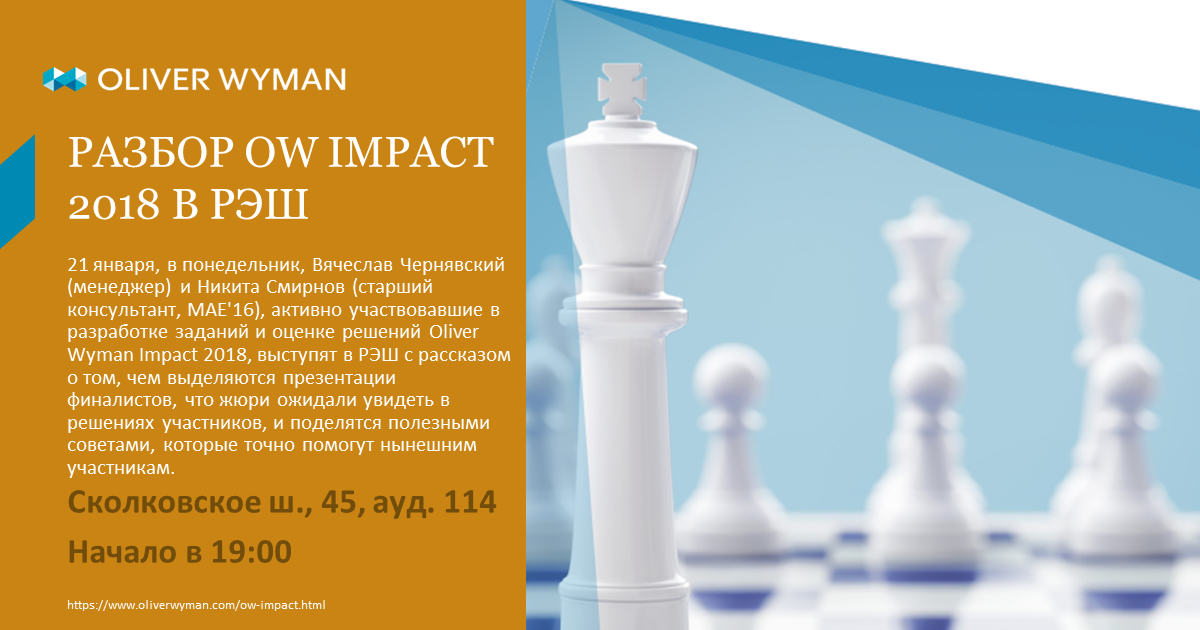 OLIVER WYMAN
РАЗБОР OW IMPACT
2018 В РЭШ
21 января, в понедельник, Вячеслав Чернявский
(менеджер) и Никита Смирнов (старший
консультант, МАЕ'16), активно участвовавшие в
разработке заданий и оценке решений Oliver
Wyman Impact 2018, выступят в РЭШ с рассказом
о том, чем выделяются презентации
финалистов, что жюри ожидали увидеть в
решениях участников, и поделятся полезными
советами, которые точно помогут нынешним
участникам.
Сколковское ш., 45, ауд. 114
Начало в 19:00
https://www.oliverwyman.com/ow-impact.html